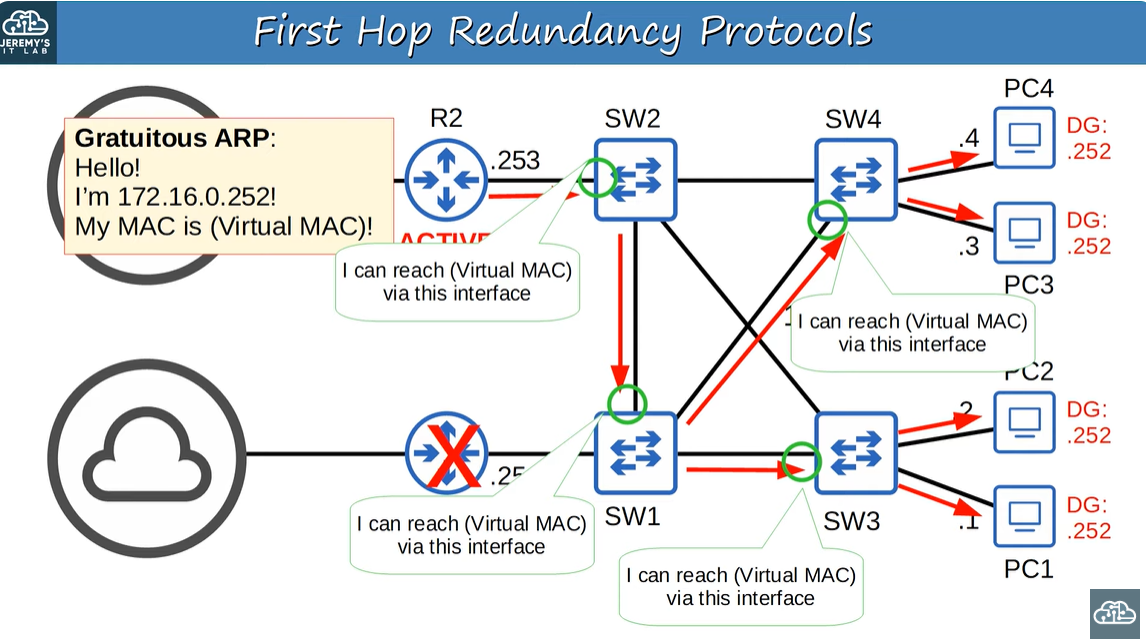 JEREMY'S
IT LAB
First Hop Redundancy Protocols
Gratuitous ARP:
Hello!
I'm 172.16.0.252!
My MAC is (Virtual MAC)!
R2
.253
SW2
SW4
PC4
.4
DG:
.252
I can reach (Virtual MAC)
via this interface
.3
DG:
.252
PC3
I can reach (Virtual MAC)
via this interface
PC2
.2
DG:
.252
SW1
SW3
.1
DG:
.252
PC1
I can reach (Virtual MAC)
via this interface
I can reach (Virtual MAC)
via this interface